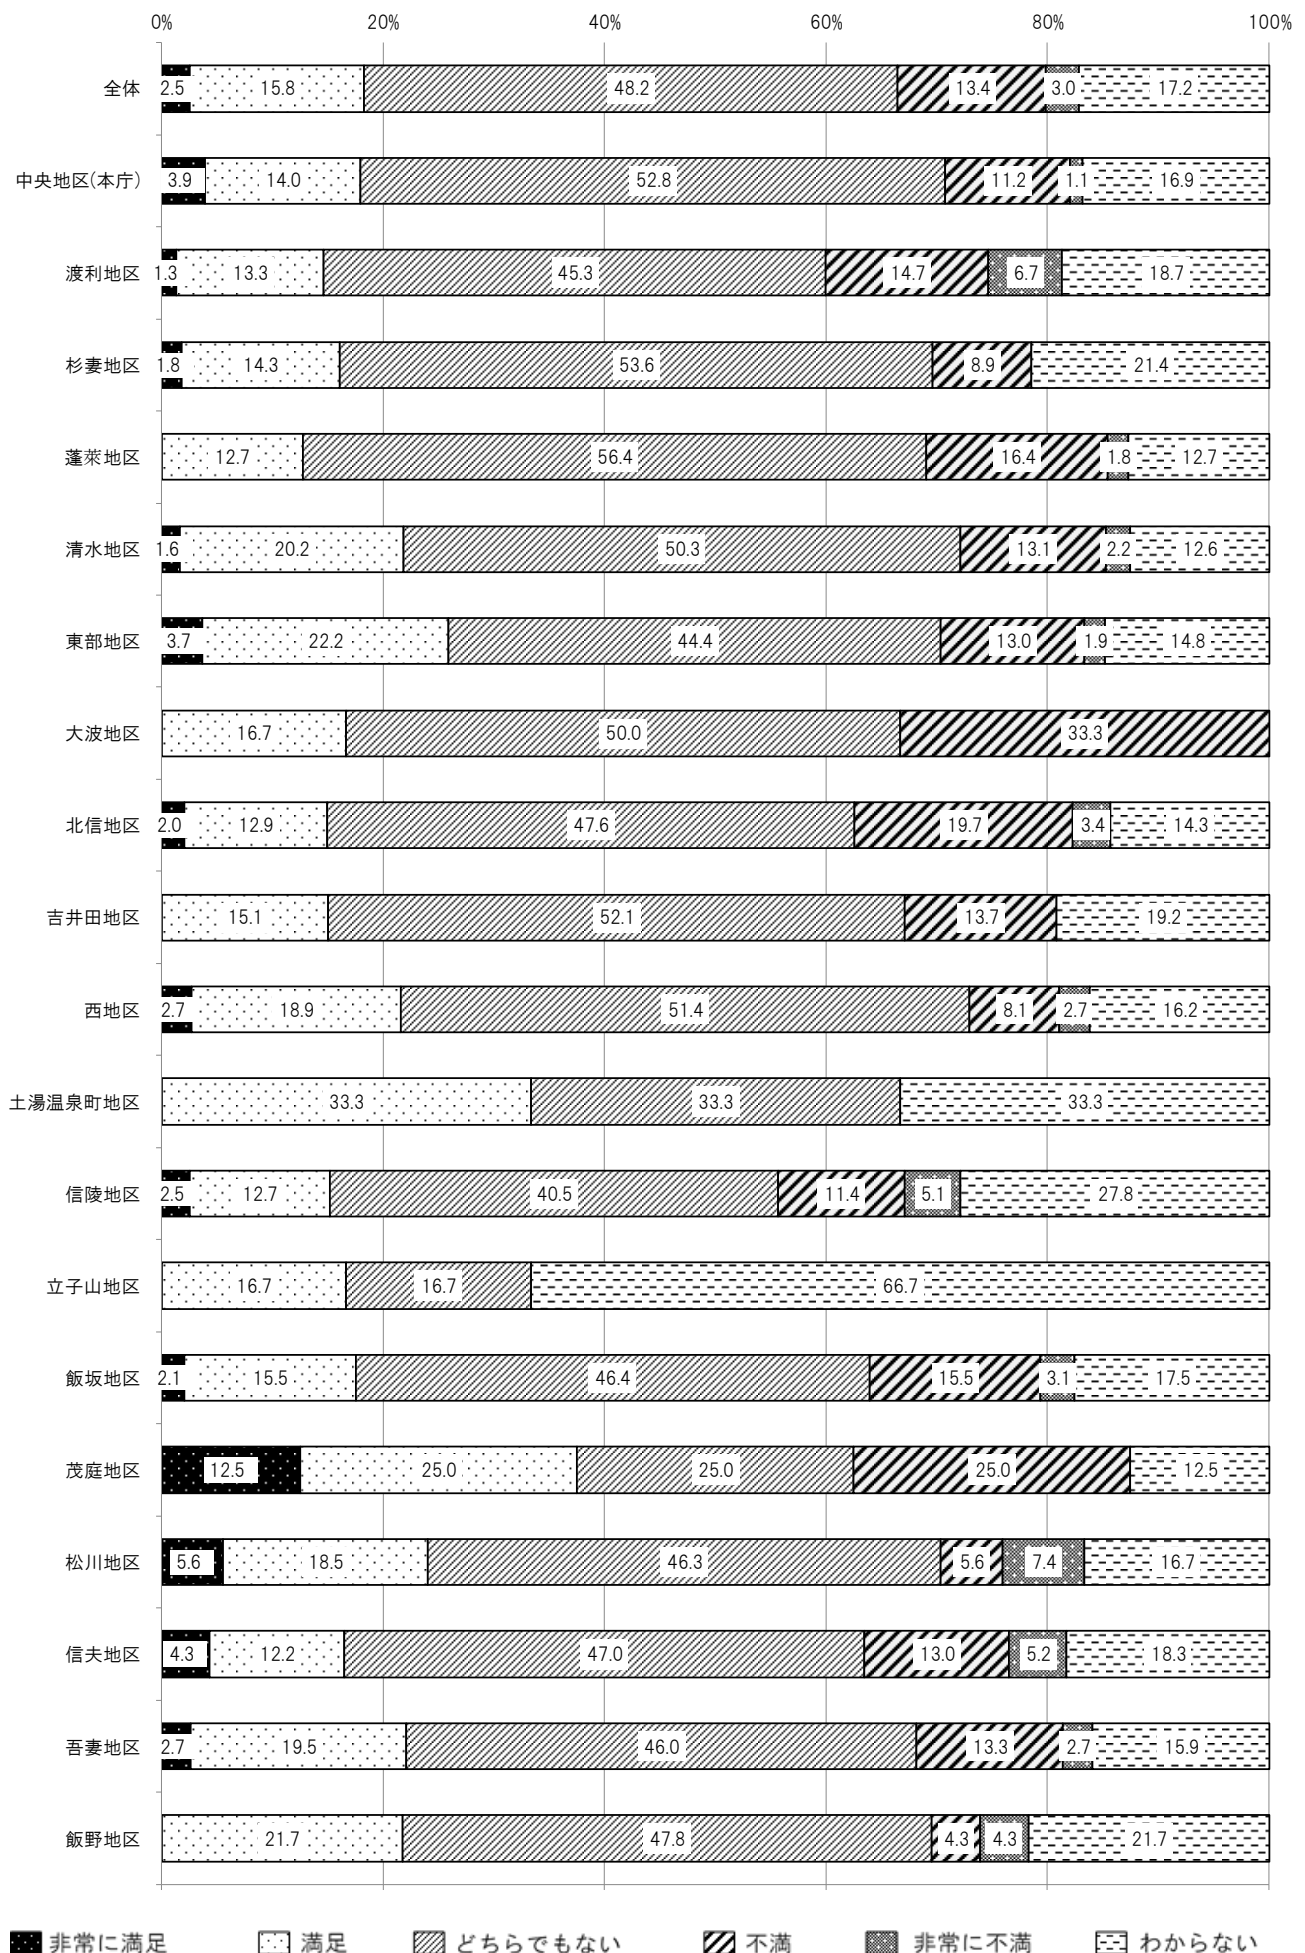 0% 20% 40% 60% 80% 100%
全体 2.5 15.8 48.2 13.4 3.0 17.2
中央地区(本庁) 3.9 14.0 52.8 11.2 1.1 16.9
渡利地区 1.3 13.3 45.3 14.7 6.7 18.7
杉妻地区 1.8 14.3 53.6 8.9 21.4
蓬萊地区 12.7 56.4 16.4 1.8 12.7
清水地区 1.6 20.2 50.3 13.1 2.2 12.6
東部地区 3.7 22.2 44.4 13.0 1.9 14.8
大波地区 16.7 50.0 33.3
北信地区 2.0 12.9 47.6 19.7 3.4 14.3
吉井田地区 15.1 52.1 13.7 19.2
西地区 2.7 18.9 51.4 8.1 2.7 16.2
土湯温泉町地区 33.3 33.3 33.3
信陵地区 2.5 12.7 40.5 11.4 5.1 27.8
立子山地区 16.7 16.7 66.7
飯坂地区 2.1 15.5 46.4 15.5 3.1 17.5
茂庭地区 12.5 25.0 25.0 25.0 12.5
松川地区 5.6 18.5 46.3 5.6 7.4 16.7
信夫地区 4.3 12.2 47.0 13.0 5.2 18.3
吾妻地区 2.7 19.5 46.0 13.3 2.7 15.9
飯野地区 21.7 47.8 4.3 4.3 21.7
非常に満足 満足 どちらでもない 不満 非常に不満 わからない